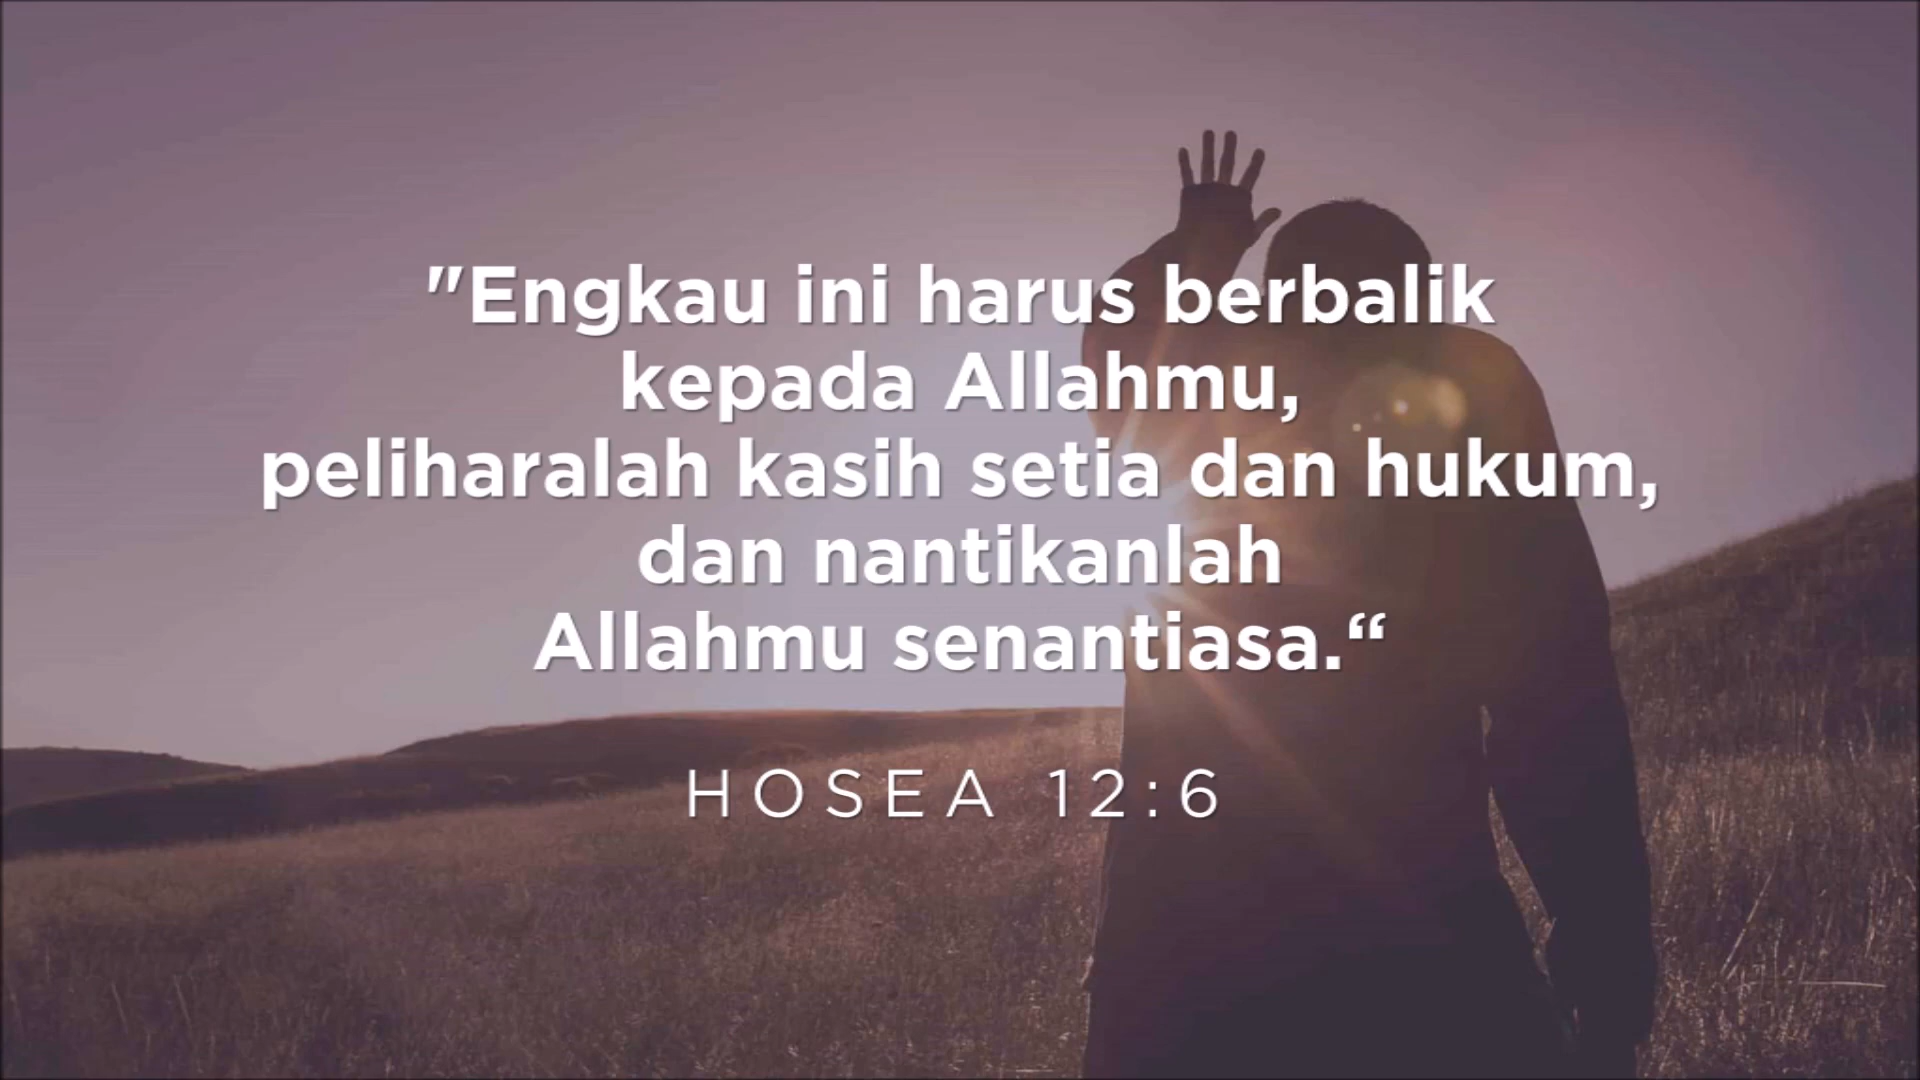 "Engkau ini harus berbalik
kepada Allahmu,
peliharalah kasih setia dan hukum,
dan nantikanlah
Allahmu senantiasa.“
HOSEA 12:6